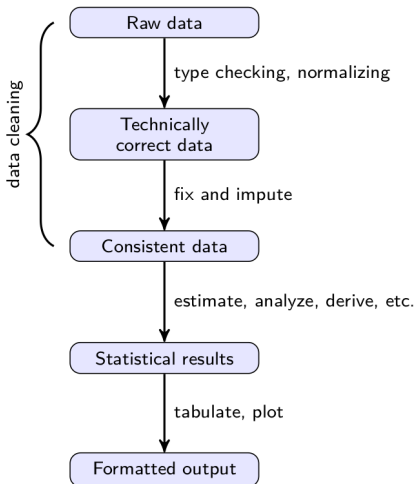 Raw data
type checking, normalizing
data cleaning
Technically
correct data
fix and impute
Consistent data
estimate, analyze, derive, etc.
Statistical results
tabulate, plot
Formatted output